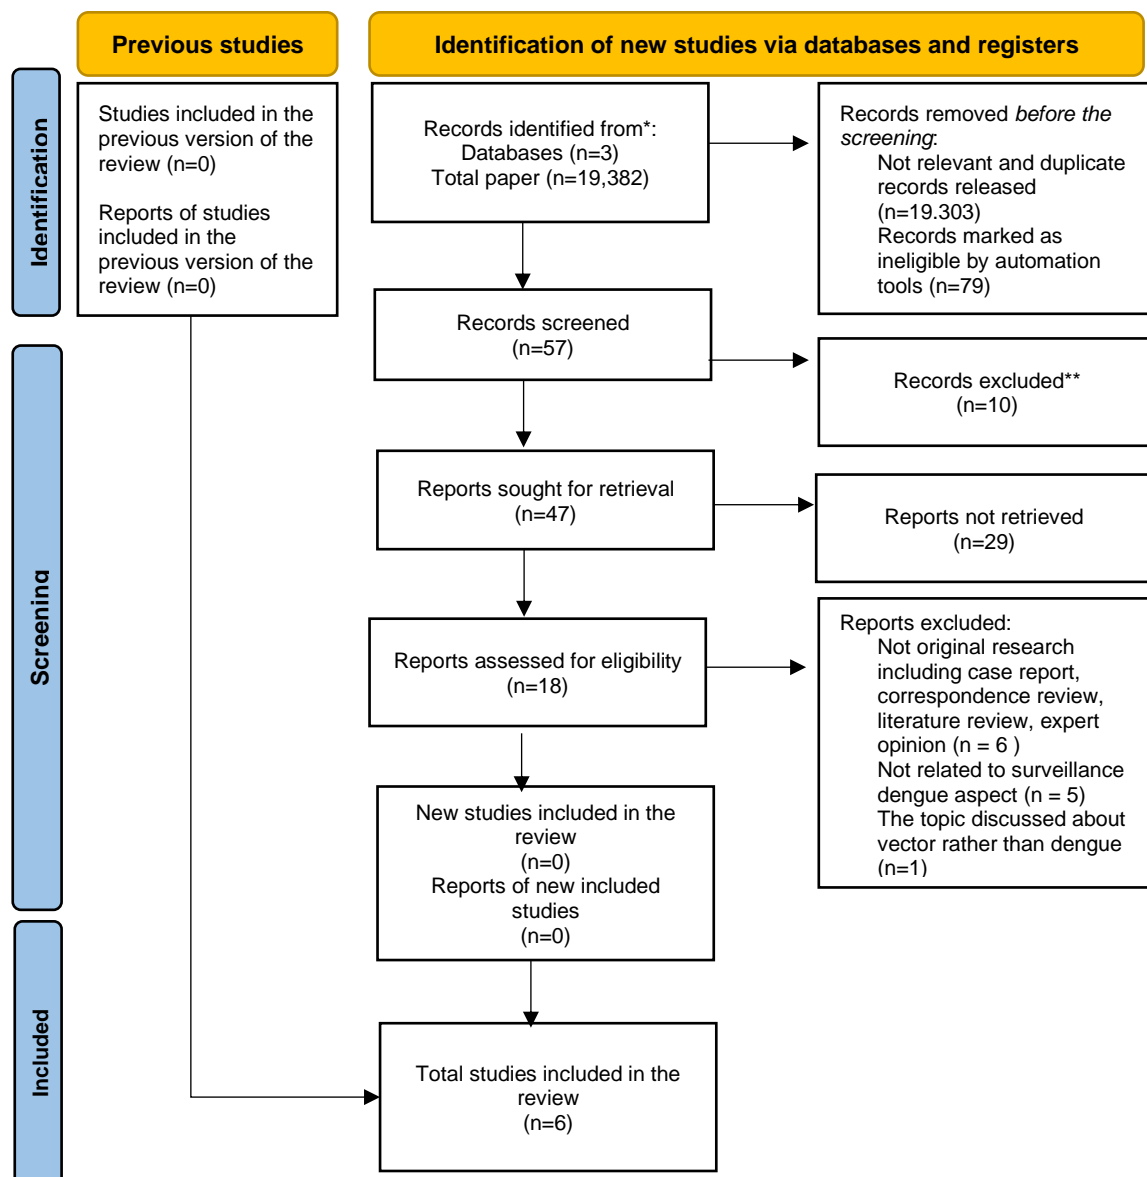 Previous studies
Identification of new studies via databases and registers
Identification
Studies included in the
previous version of the
review (n=0)
Reports of studies
included in the
previous version of the
review (n=0)
Records identified from*:
Databases (n=3)
Total paper (n=19,382)
Records removed before the
screening:
Not relevant and duplicate
records released
(n=19.303)
Records marked as
ineligible by automation
tools (n=79)
Screening
Records screened
(n=57)
Records excluded**
(n=10)
Reports sought for retrieval
(n=47)
Reports not retrieved
(n=29)
Reports assessed for eligibility
(n=18)
Reports excluded:
Not original research
including case report,
correspondence review,
literature review, expert
opinion (n = 6 )
Not related to surveillance
dengue aspect (n = 5)
The topic discussed about
vector rather than dengue
(n=1)
New studies included in the
review
(n=0)
Reports of new included
studies
(n=0)
Included
Total studies included in the
review
(n=6)